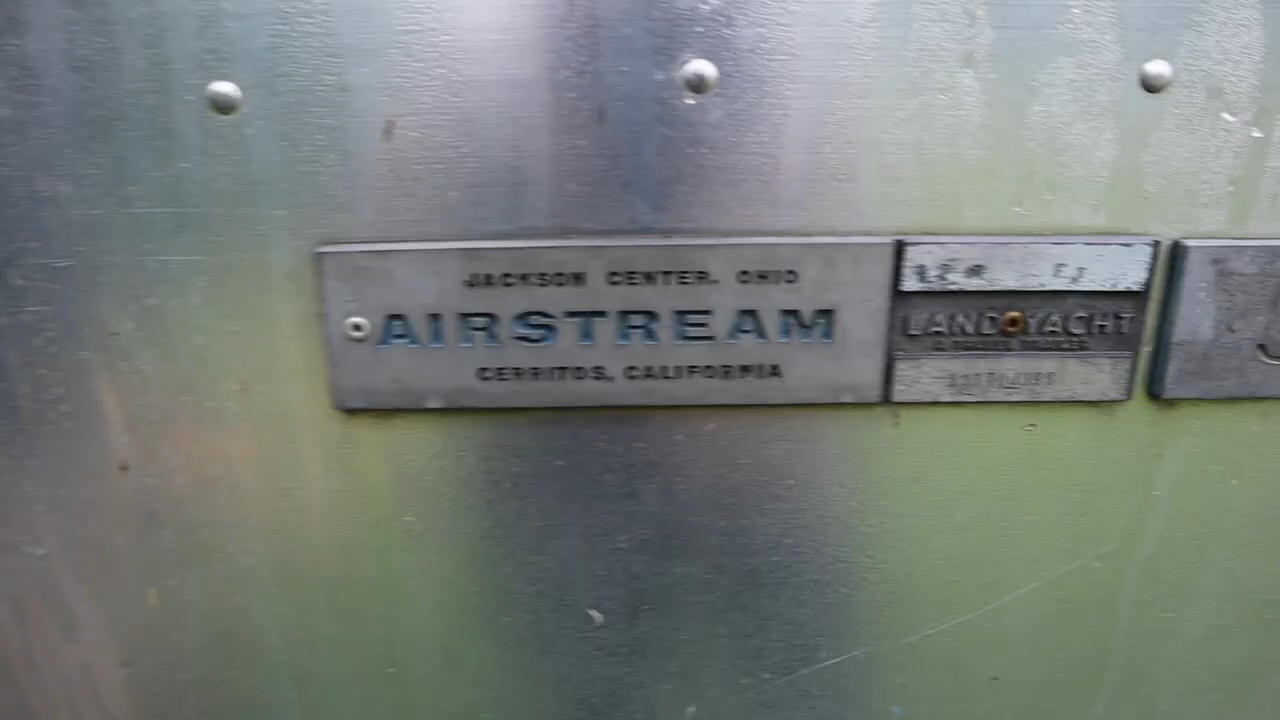 JACKSON CENTER, OHIO
AIRSTREAM
CERRITOS, CALIFORNIA
LAND YACHT